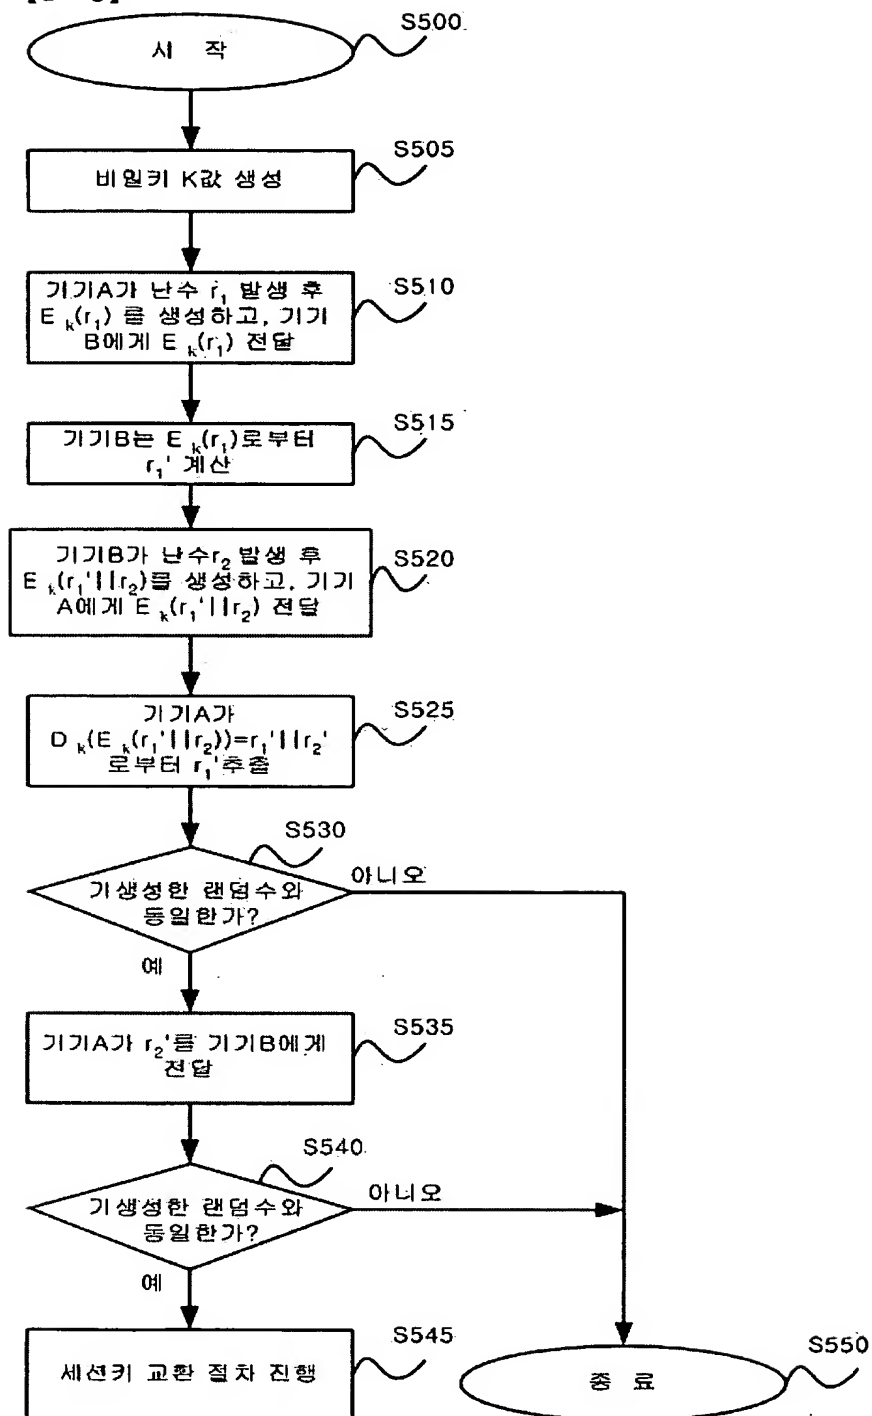 S500
시 작
S505
비밀키 K값 생성
S510
기기A가 난수 r₁ 발생 후
E ₖ(r₁) 를 생성하고, 기기
B에게 E ₖ(r₁) 전달
S515
기기B는 E ₖ(r₁)로부터
r₁' 계산
S520
기기B가 난수r₂ 발생 후
E ₖ(r₁'||r₂)를 생성하고, 기기
A에게 E ₖ(r₁'||r₂) 전달
S525
기기A가
D ₖ(E ₖ(r₁'||r₂))=r₁'||r₂'
로부터 r₁'추출
S530
기생성한 랜덤수와
동일한가?
아니오
예
S535
기기A가 r₂'를 기기B에게
전달
S540
기생성한 랜덤수와
동일한가?
아니오
예
S545
세션키 교환 절차 진행
S550
종 료